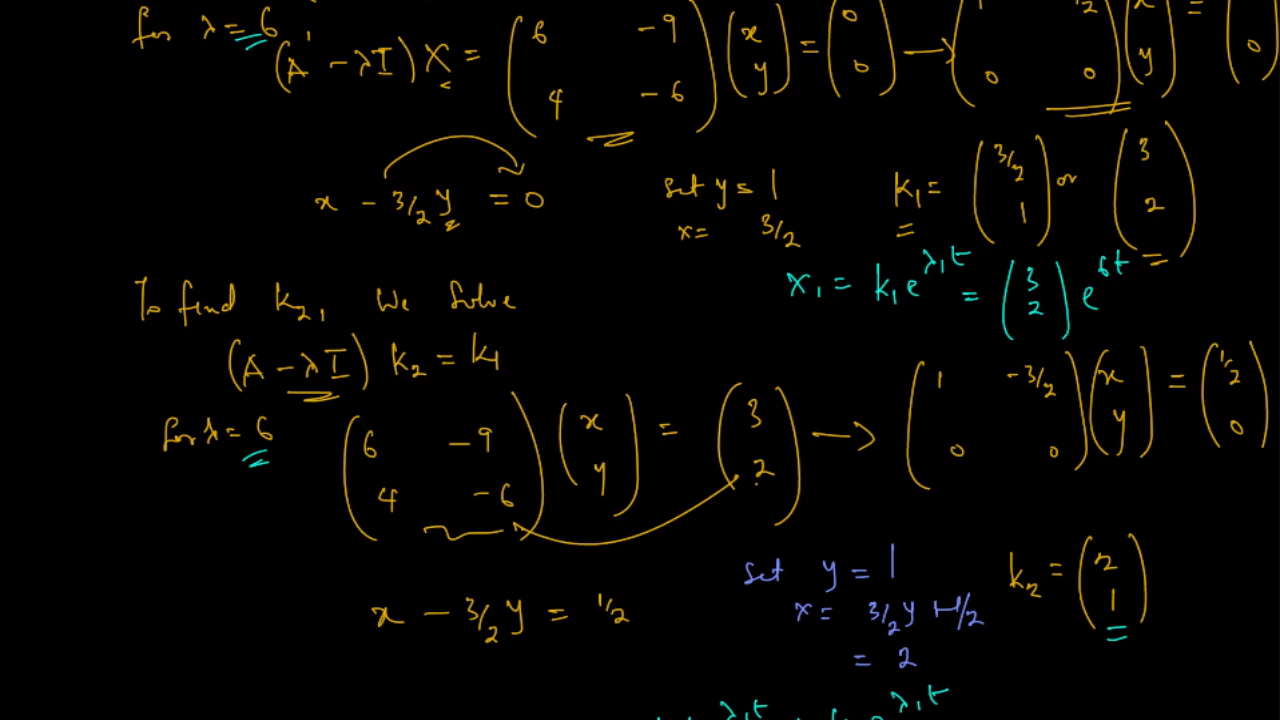 for λ = 6,
(A - λI) X = ( 6 -9 ; 4 -6 ) ( x ; y ) = ( 0 ; 0 ) → ( 1 ; 0 0 ) ( x ; y ) = ( 0 )
x - 3/2 y = 0
set y = 1
x = 3/2
k₁ = ( 3/2 ; 1 ) or ( 3 ; 2 )
x₁ = k₁e^λ₁t = ( 3 ; 2 ) e^6t
To find k₂, we solve
(A - λI) k₂ = k₁
for λ = 6 ( 6 -9 ; 4 -6 ) ( x ; y ) = ( 3 ; 2 ) → ( 1 -3/2 ; 0 0 ) ( x ; y ) = ( 1/2 ; 0 )
x - 3/2 y = 1/2
set y = 1
x = 3/2 y + 1/2
= 2
k₂ = ( 2 ; 1 )